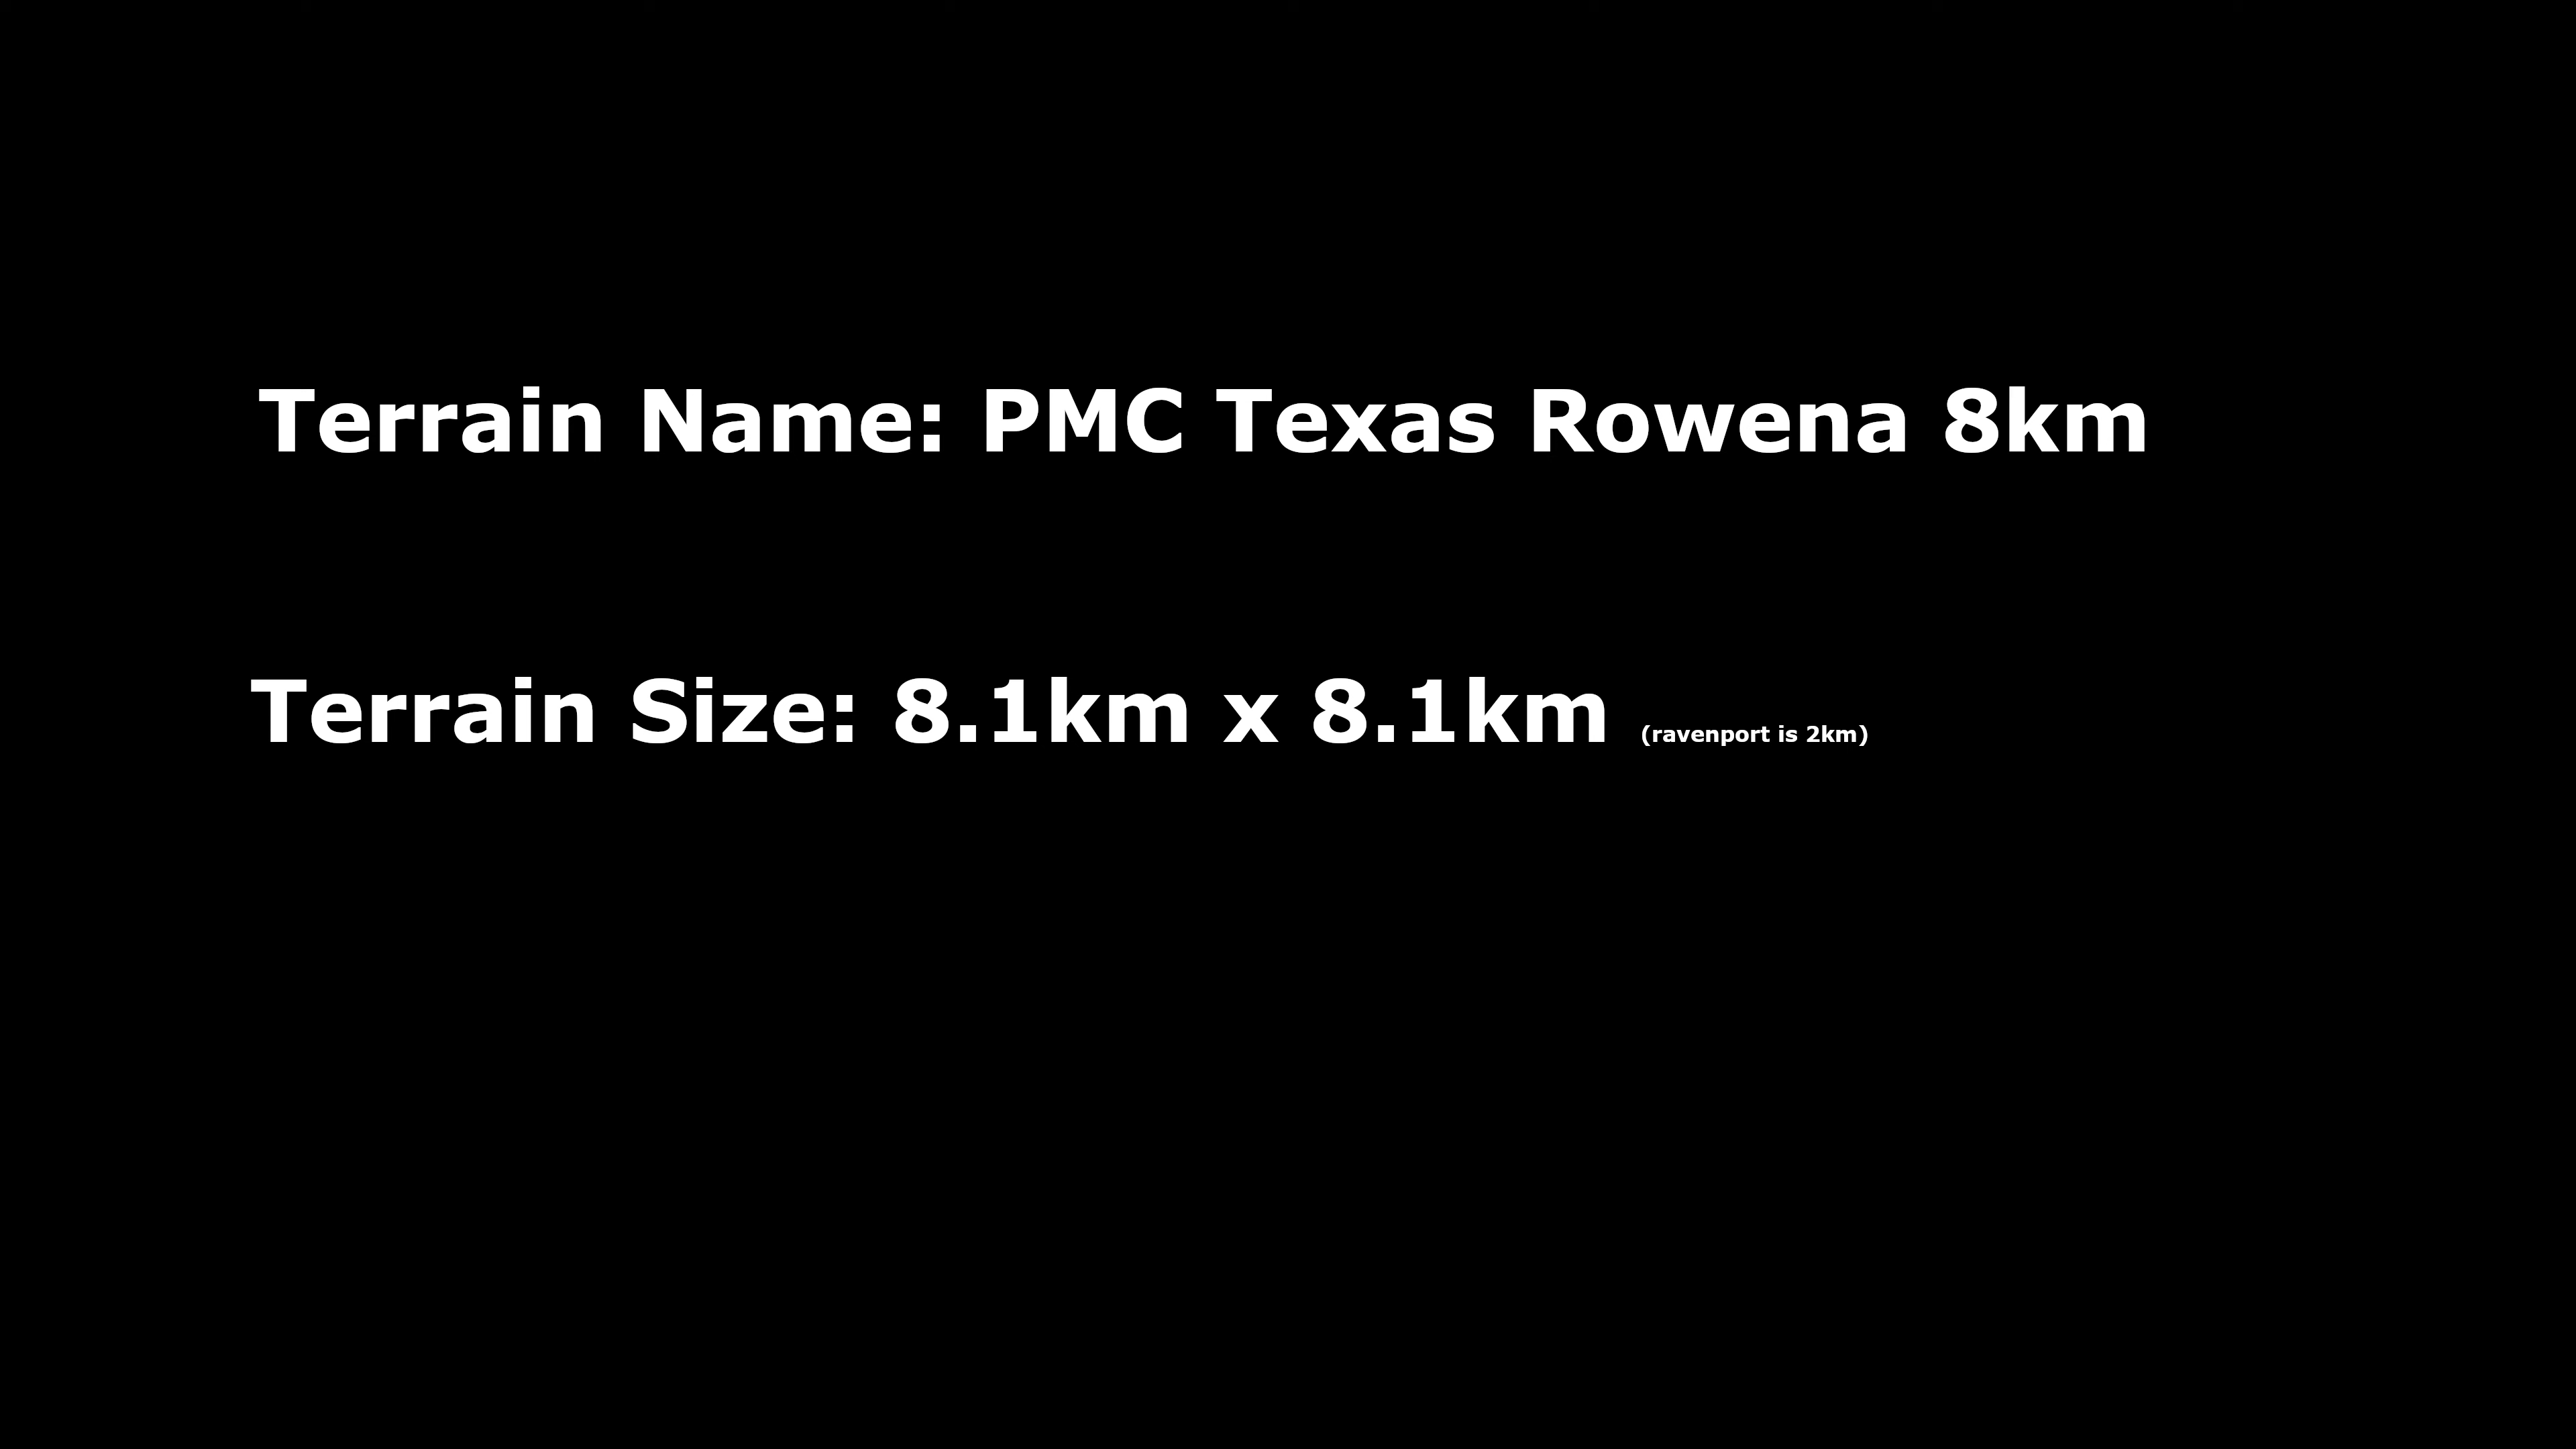 Terrain Name: PMC Texas Rowena 8km
Terrain Size: 8.1km x 8.1km (ravenport is 2km)